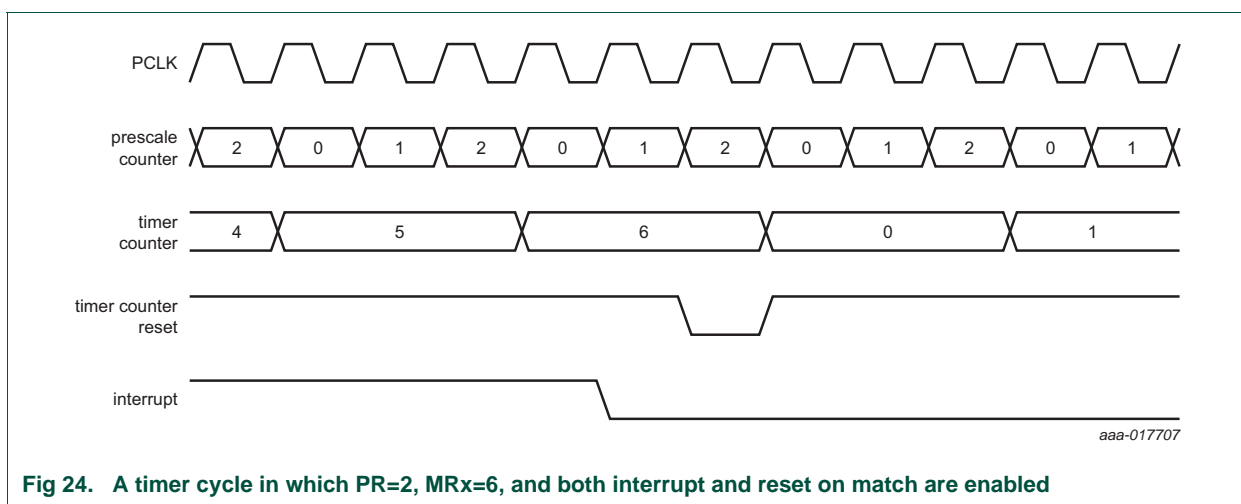 PCLK
prescale
counter
2 0 1 2 0 1 2 0 1 2 0 1
timer
counter
4 5 6 0 1
timer counter
reset
interrupt
aaa-017707
Fig 24. A timer cycle in which PR=2, MRx=6, and both interrupt and reset on match are enabled